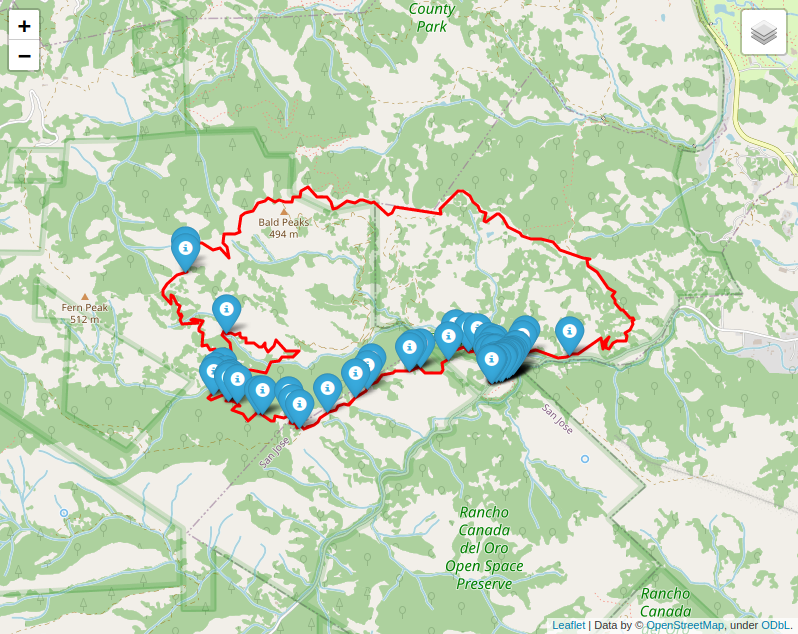 County
Park
+
−
Bald Peaks
494 m
Fern Peak
512 m
San Jose
San Jose
Rancho
Canada
del Oro
Open Space
Preserve
Rancho
Canada
Leaflet | Data by © OpenStreetMap, under ODbL.